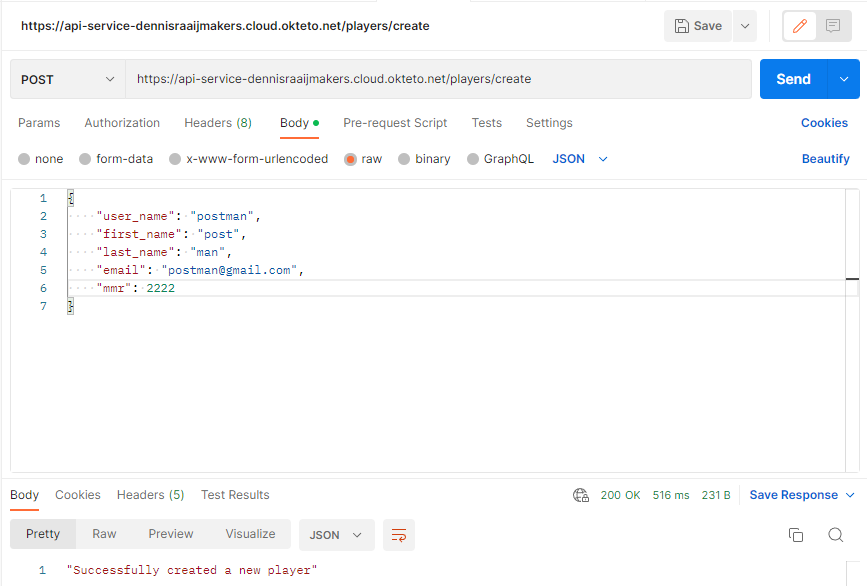 https://api-service-dennisraaijmakers.cloud.okteto.net/players/create Save
POST https://api-service-dennisraaijmakers.cloud.okteto.net/players/create Send
Params Authorization Headers (8) Body Pre-request Script Tests Settings Cookies
none form-data x-www-form-urlencoded raw binary GraphQL JSON Beautify
1 {
2 "user_name": "postman",
3 "first_name": "post",
4 "last_name": "man",
5 "email": "postman@gmail.com",
6 "mmr": 2222
7 }
Body Cookies Headers (5) Test Results 200 OK 516 ms 231 B Save Response
Pretty Raw Preview Visualize JSON
1 "Successfully created a new player"